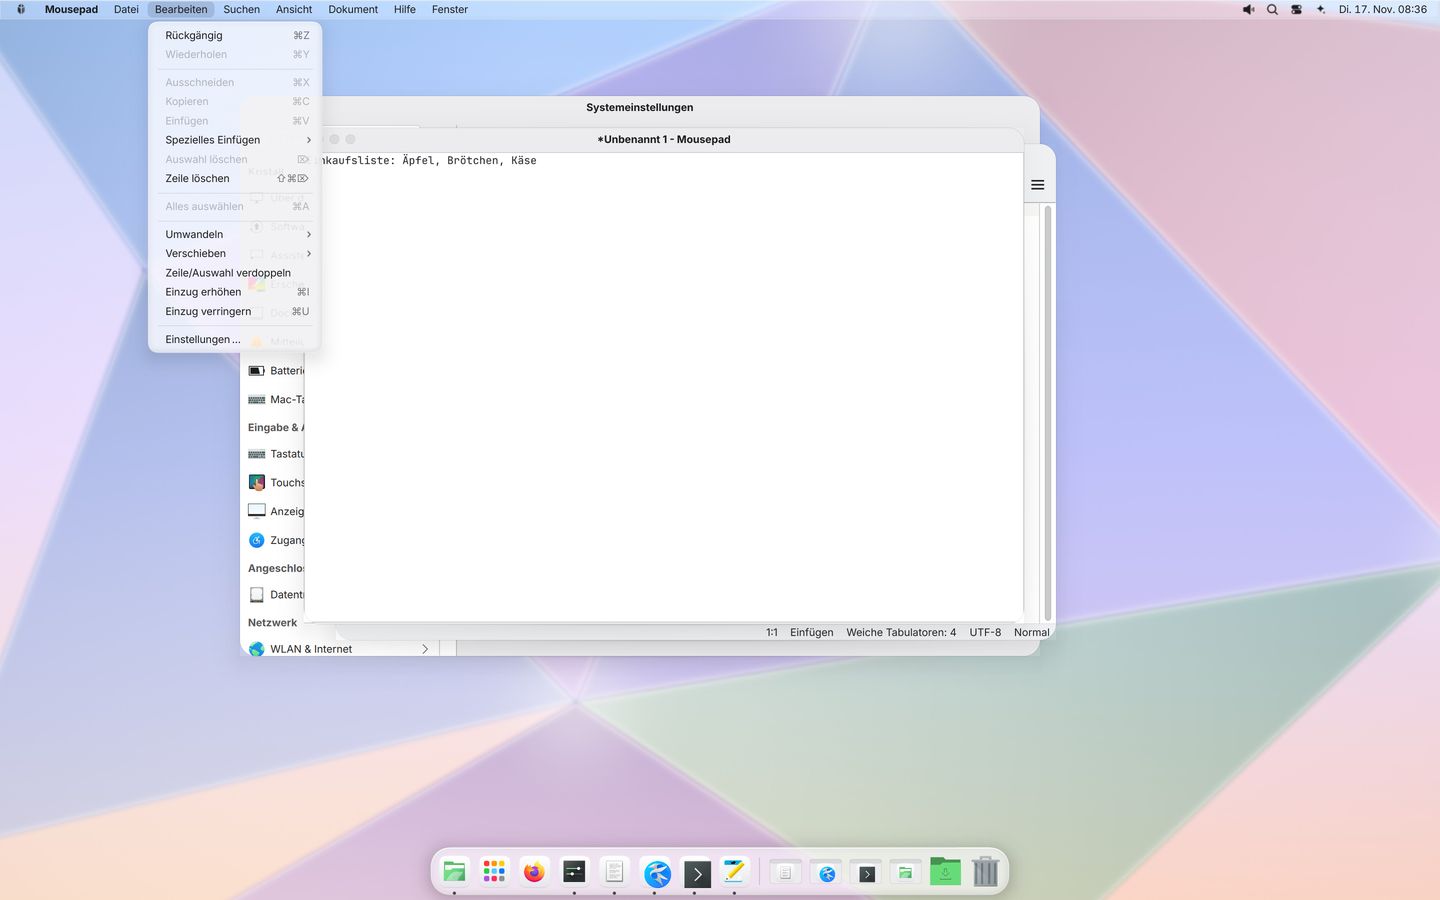 Mousepad Datei Bearbeiten Suchen Ansicht Dokument Hilfe Fenster Di. 17. Nov. 08:36
Rückgängig ⌘Z
Wiederholen ⌘Y
Ausschneiden ⌘X
Kopieren ⌘C
Einfügen ⌘V
Spezielles Einfügen
Auswahl löschen ⌦
Zeile löschen ⇧⌘⌦
Alles auswählen ⌘A
Umwandeln
Verschieben
Zeile/Auswahl verdoppeln
Einzug erhöhen ⌘I
Einzug verringern ⌘U
Einstellungen ...
Systemeinstellungen
*Unbenannt 1 - Mousepad
nkaufsliste: Äpfel, Brötchen, Käse
Batteri
Mac-Ta
Eingabe & A
Tastatu
Touchs
Anzeig
Zugang
Angeschlo
Datent
Netzwerk
WLAN & Internet
1:1 Einfügen Weiche Tabulatoren: 4 UTF-8 Normal